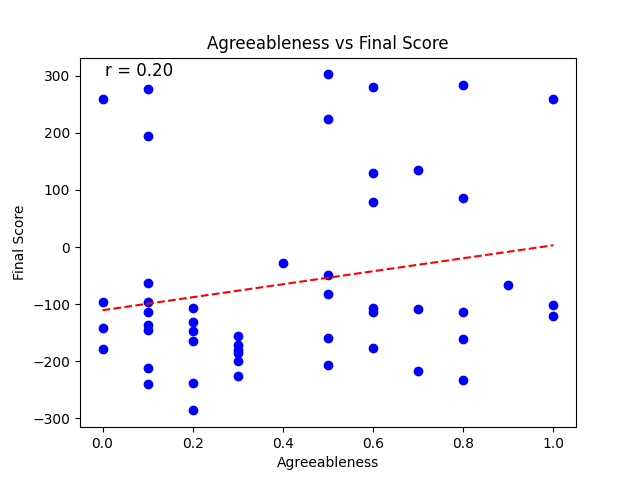 Agreeableness vs Final Score
r = 0.20
300
200
100
0
−100
−200
−300
Final Score
0.0 0.2 0.4 0.6 0.8 1.0
Agreeableness